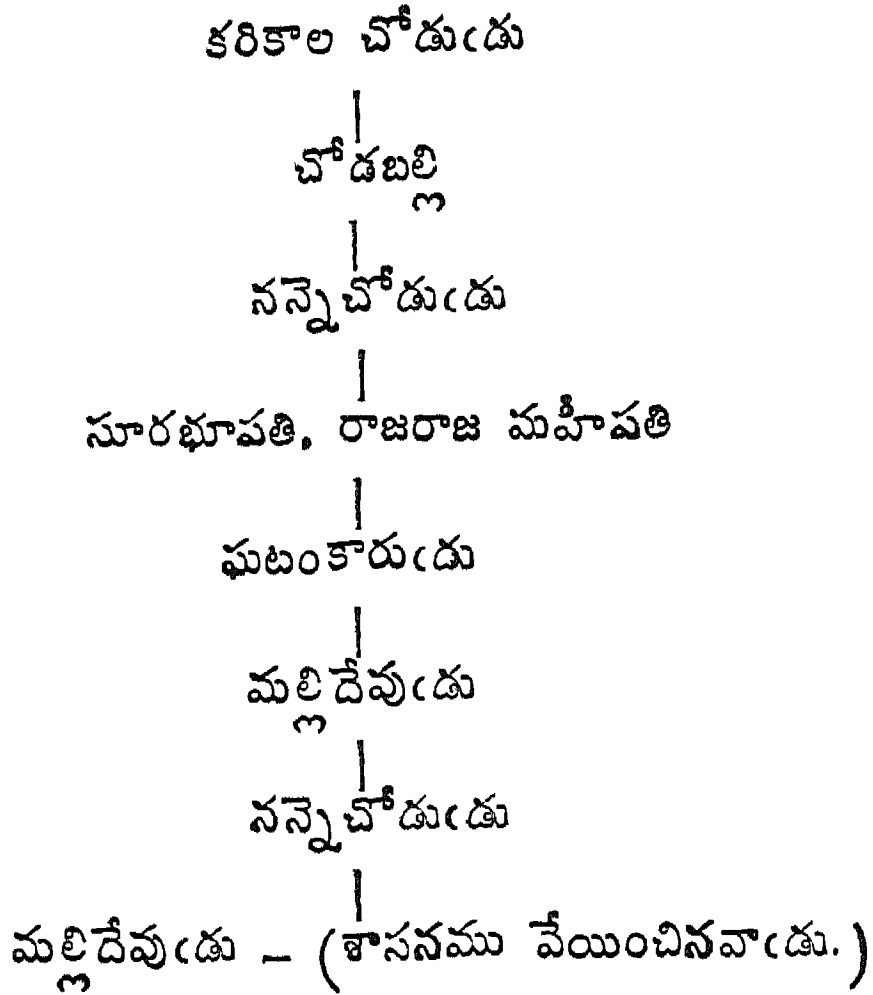 కరికాల చోడుఁడు
చోడబల్లి
నన్నెచోడుఁడు
సూరభూపతి, రాజరాజ మహీపతి
ఘటంకారుఁడు
మల్లిదేవుఁడు
నన్నెచోడుఁడు
మల్లిదేవుఁడు – (శాసనము వేయించినవాఁడు.)